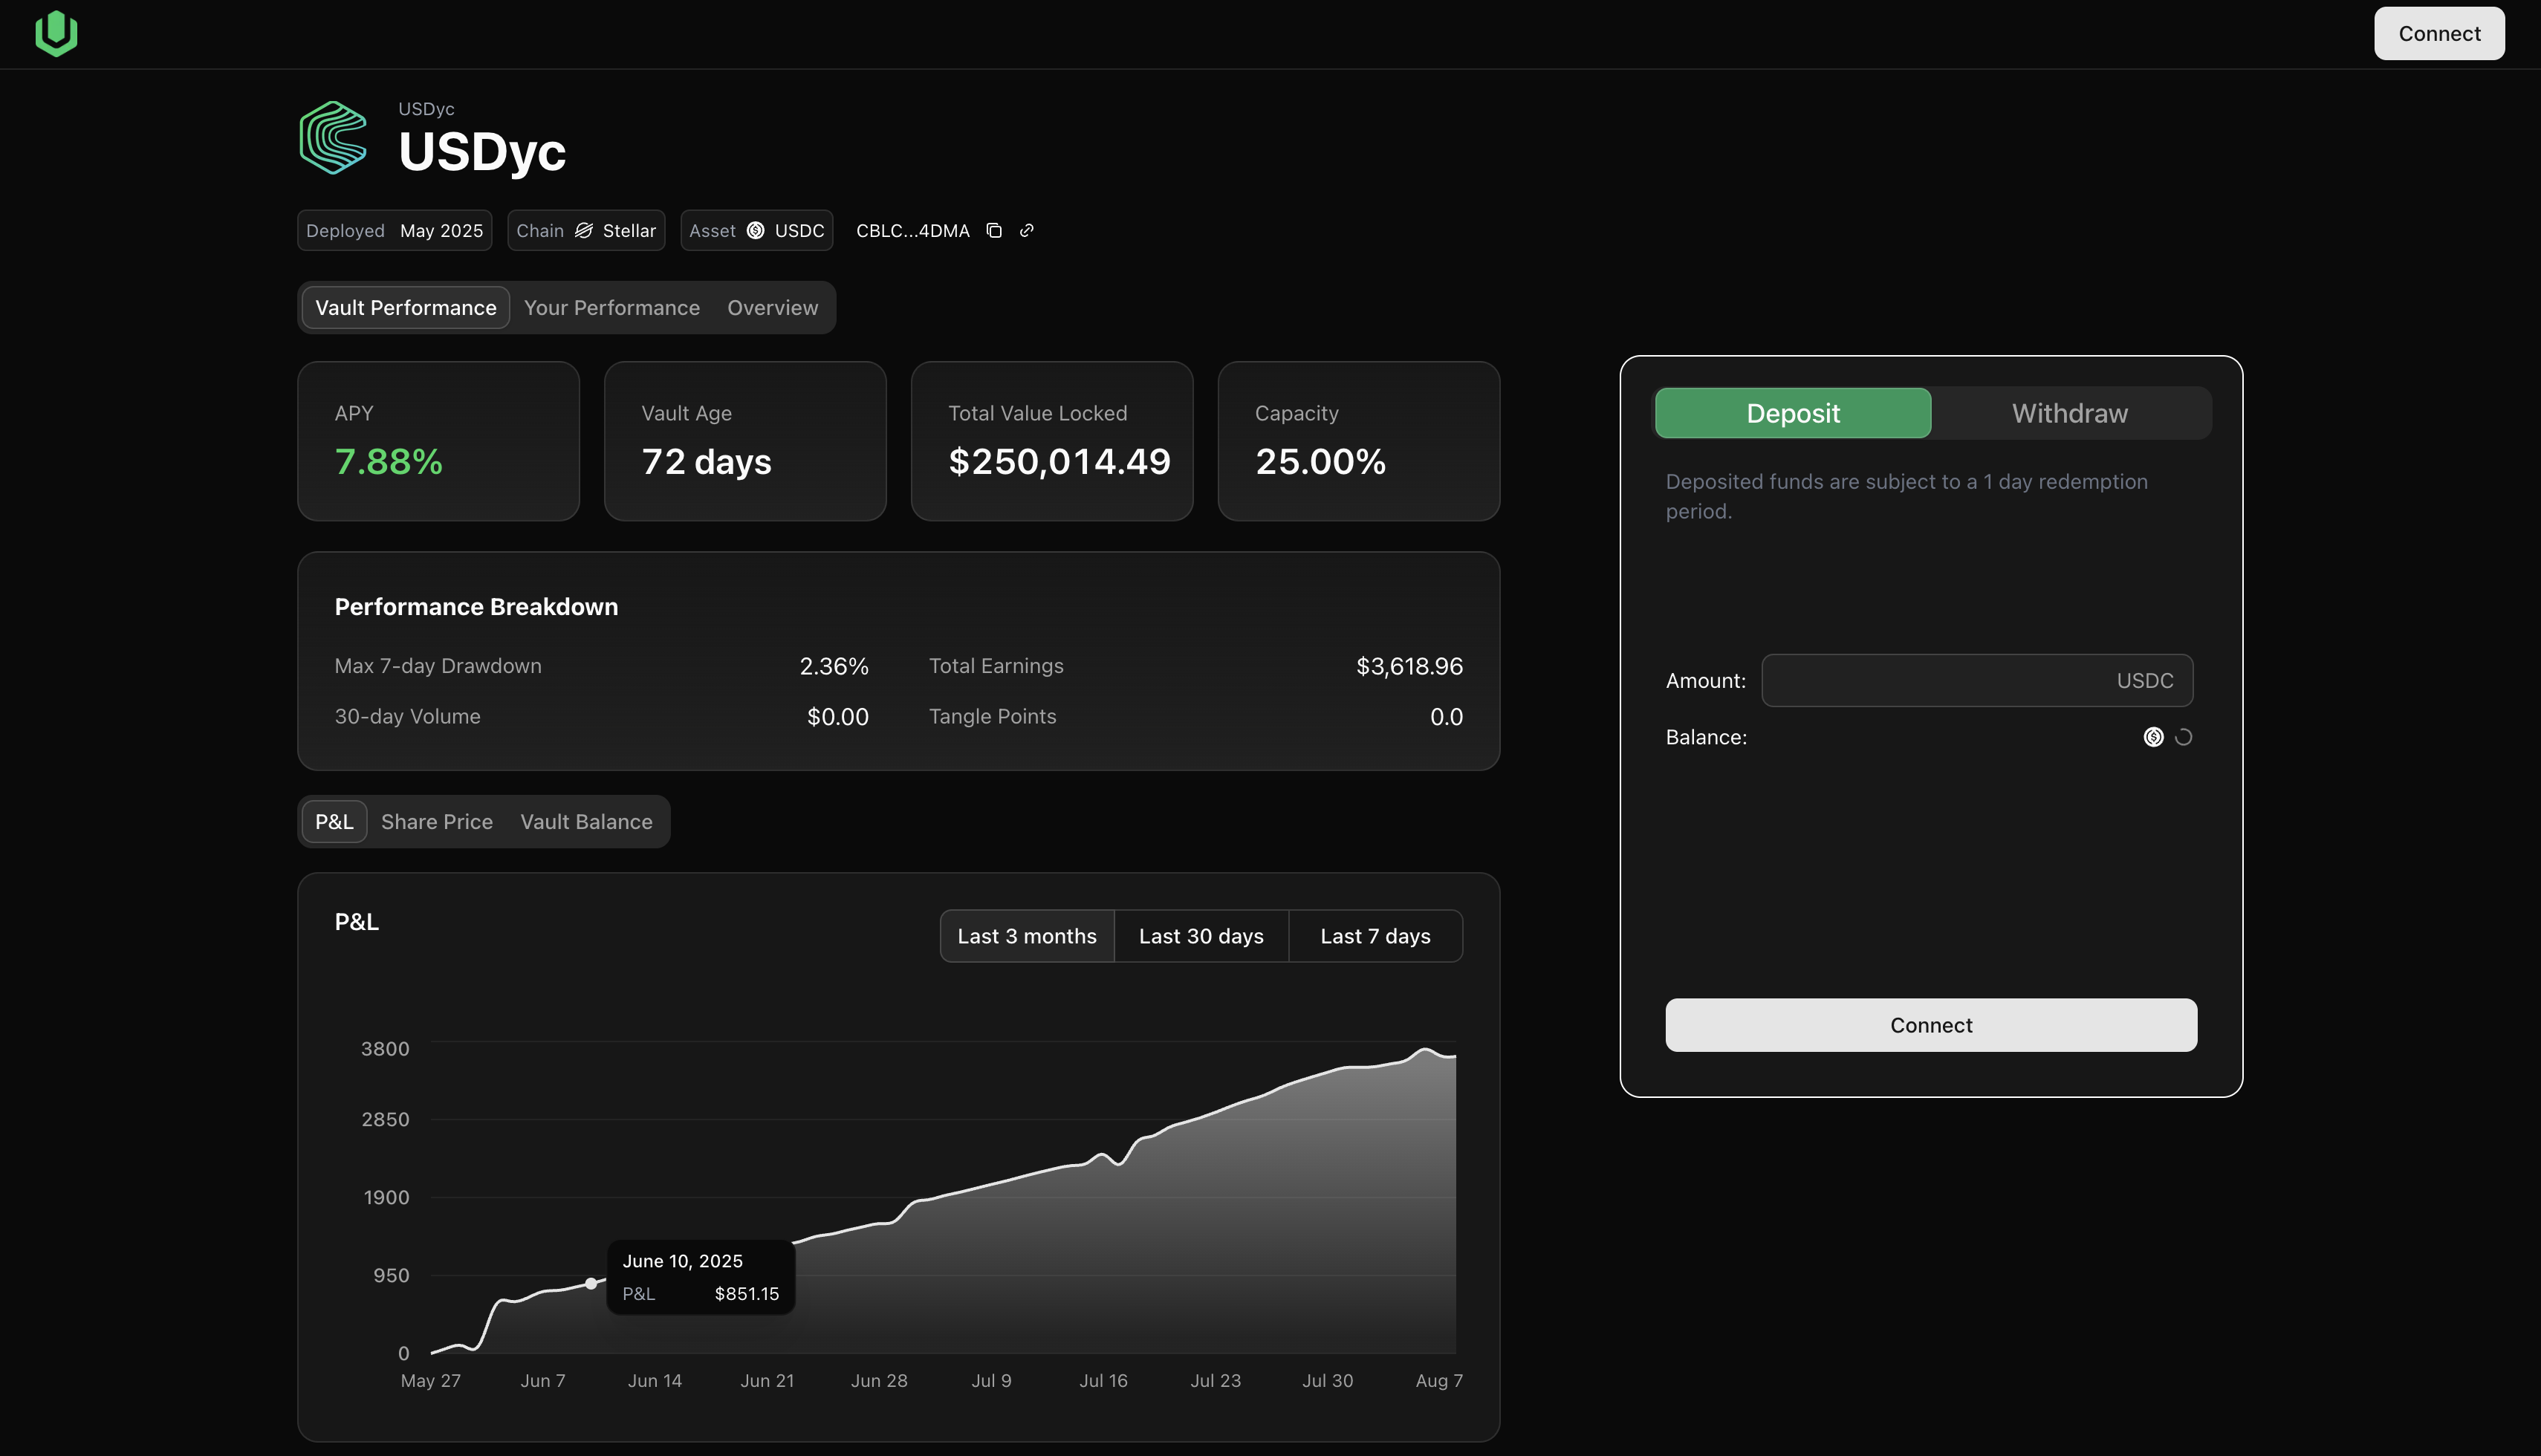 Connect
USDyc
USDyc
Deployed May 2025 Chain Stellar Asset USDC CBLC...4DMA
Vault Performance Your Performance Overview
APY
7.88%
Vault Age
72 days
Total Value Locked
$250,014.49
Capacity
25.00%
Performance Breakdown
Max 7-day Drawdown 2.36% Total Earnings $3,618.96
30-day Volume $0.00 Tangle Points 0.0
P&L Share Price Vault Balance
P&L
Last 3 months Last 30 days Last 7 days
3800
2850
1900
950
0
June 10, 2025
P&L $851.15
May 27 Jun 7 Jun 14 Jun 21 Jun 28 Jul 9 Jul 16 Jul 23 Jul 30 Aug 7
Deposit Withdraw
Deposited funds are subject to a 1 day redemption
period.
Amount: USDC
Balance:
Connect